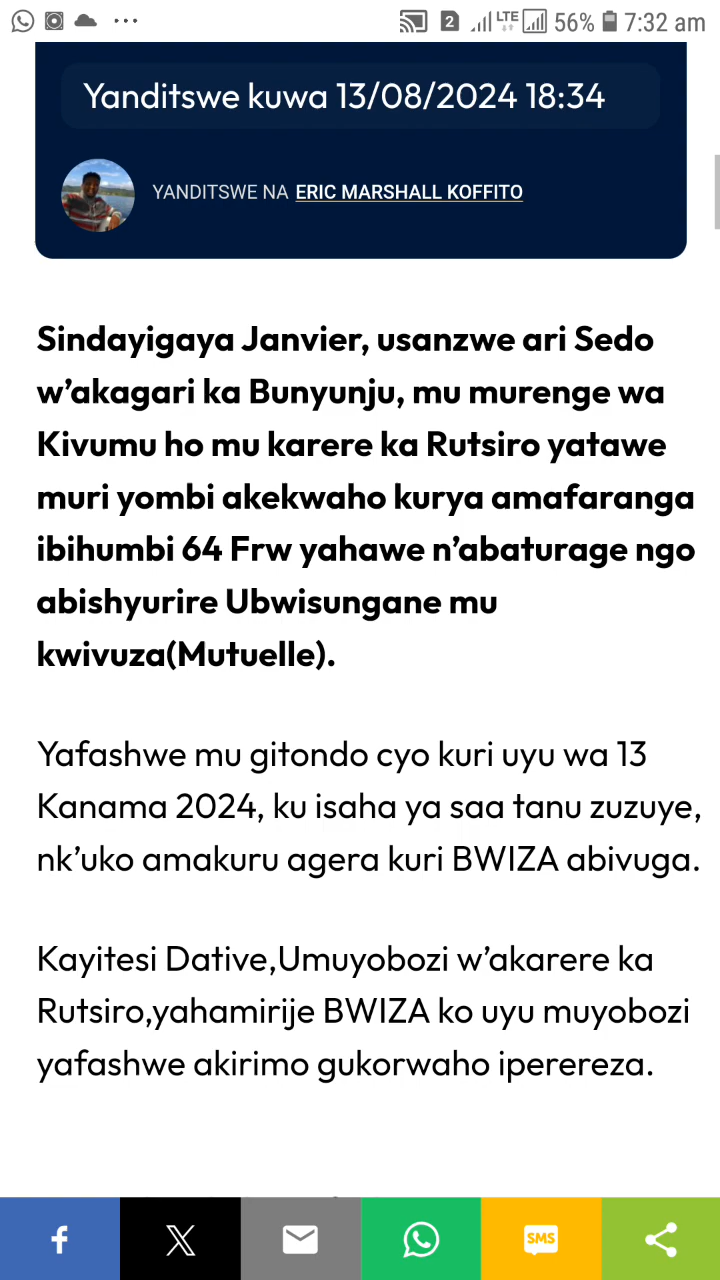 2 LTE 56% 7:32 am
Yanditswe kuwa 13/08/2024 18:34
YANDITSWE NA ERIC MARSHALL KOFFITO
Sindayigaya Janvier, usanzwe ari Sedo
w’akagari ka Bunyunju, mu murenge wa
Kivumu ho mu karere ka Rutsiro yatawe
muri yombi akekwaho kurya amafaranga
ibihumbi 64 Frw yahawe n’abaturage ngo
abishyurire Ubwisungane mu
kwivuza(Mutuelle).
Yafashwe mu gitondo cyo kuri uyu wa 13
Kanama 2024, ku isaha ya saa tanu zuzuye,
nk’uko amakuru agera kuri BWIZA abivuga.
Kayitesi Dative,Umuyobozi w’akarere ka
Rutsiro,yahamirije BWIZA ko uyu muyobozi
yafashwe akirimo gukorwaho iperereza.
SMS